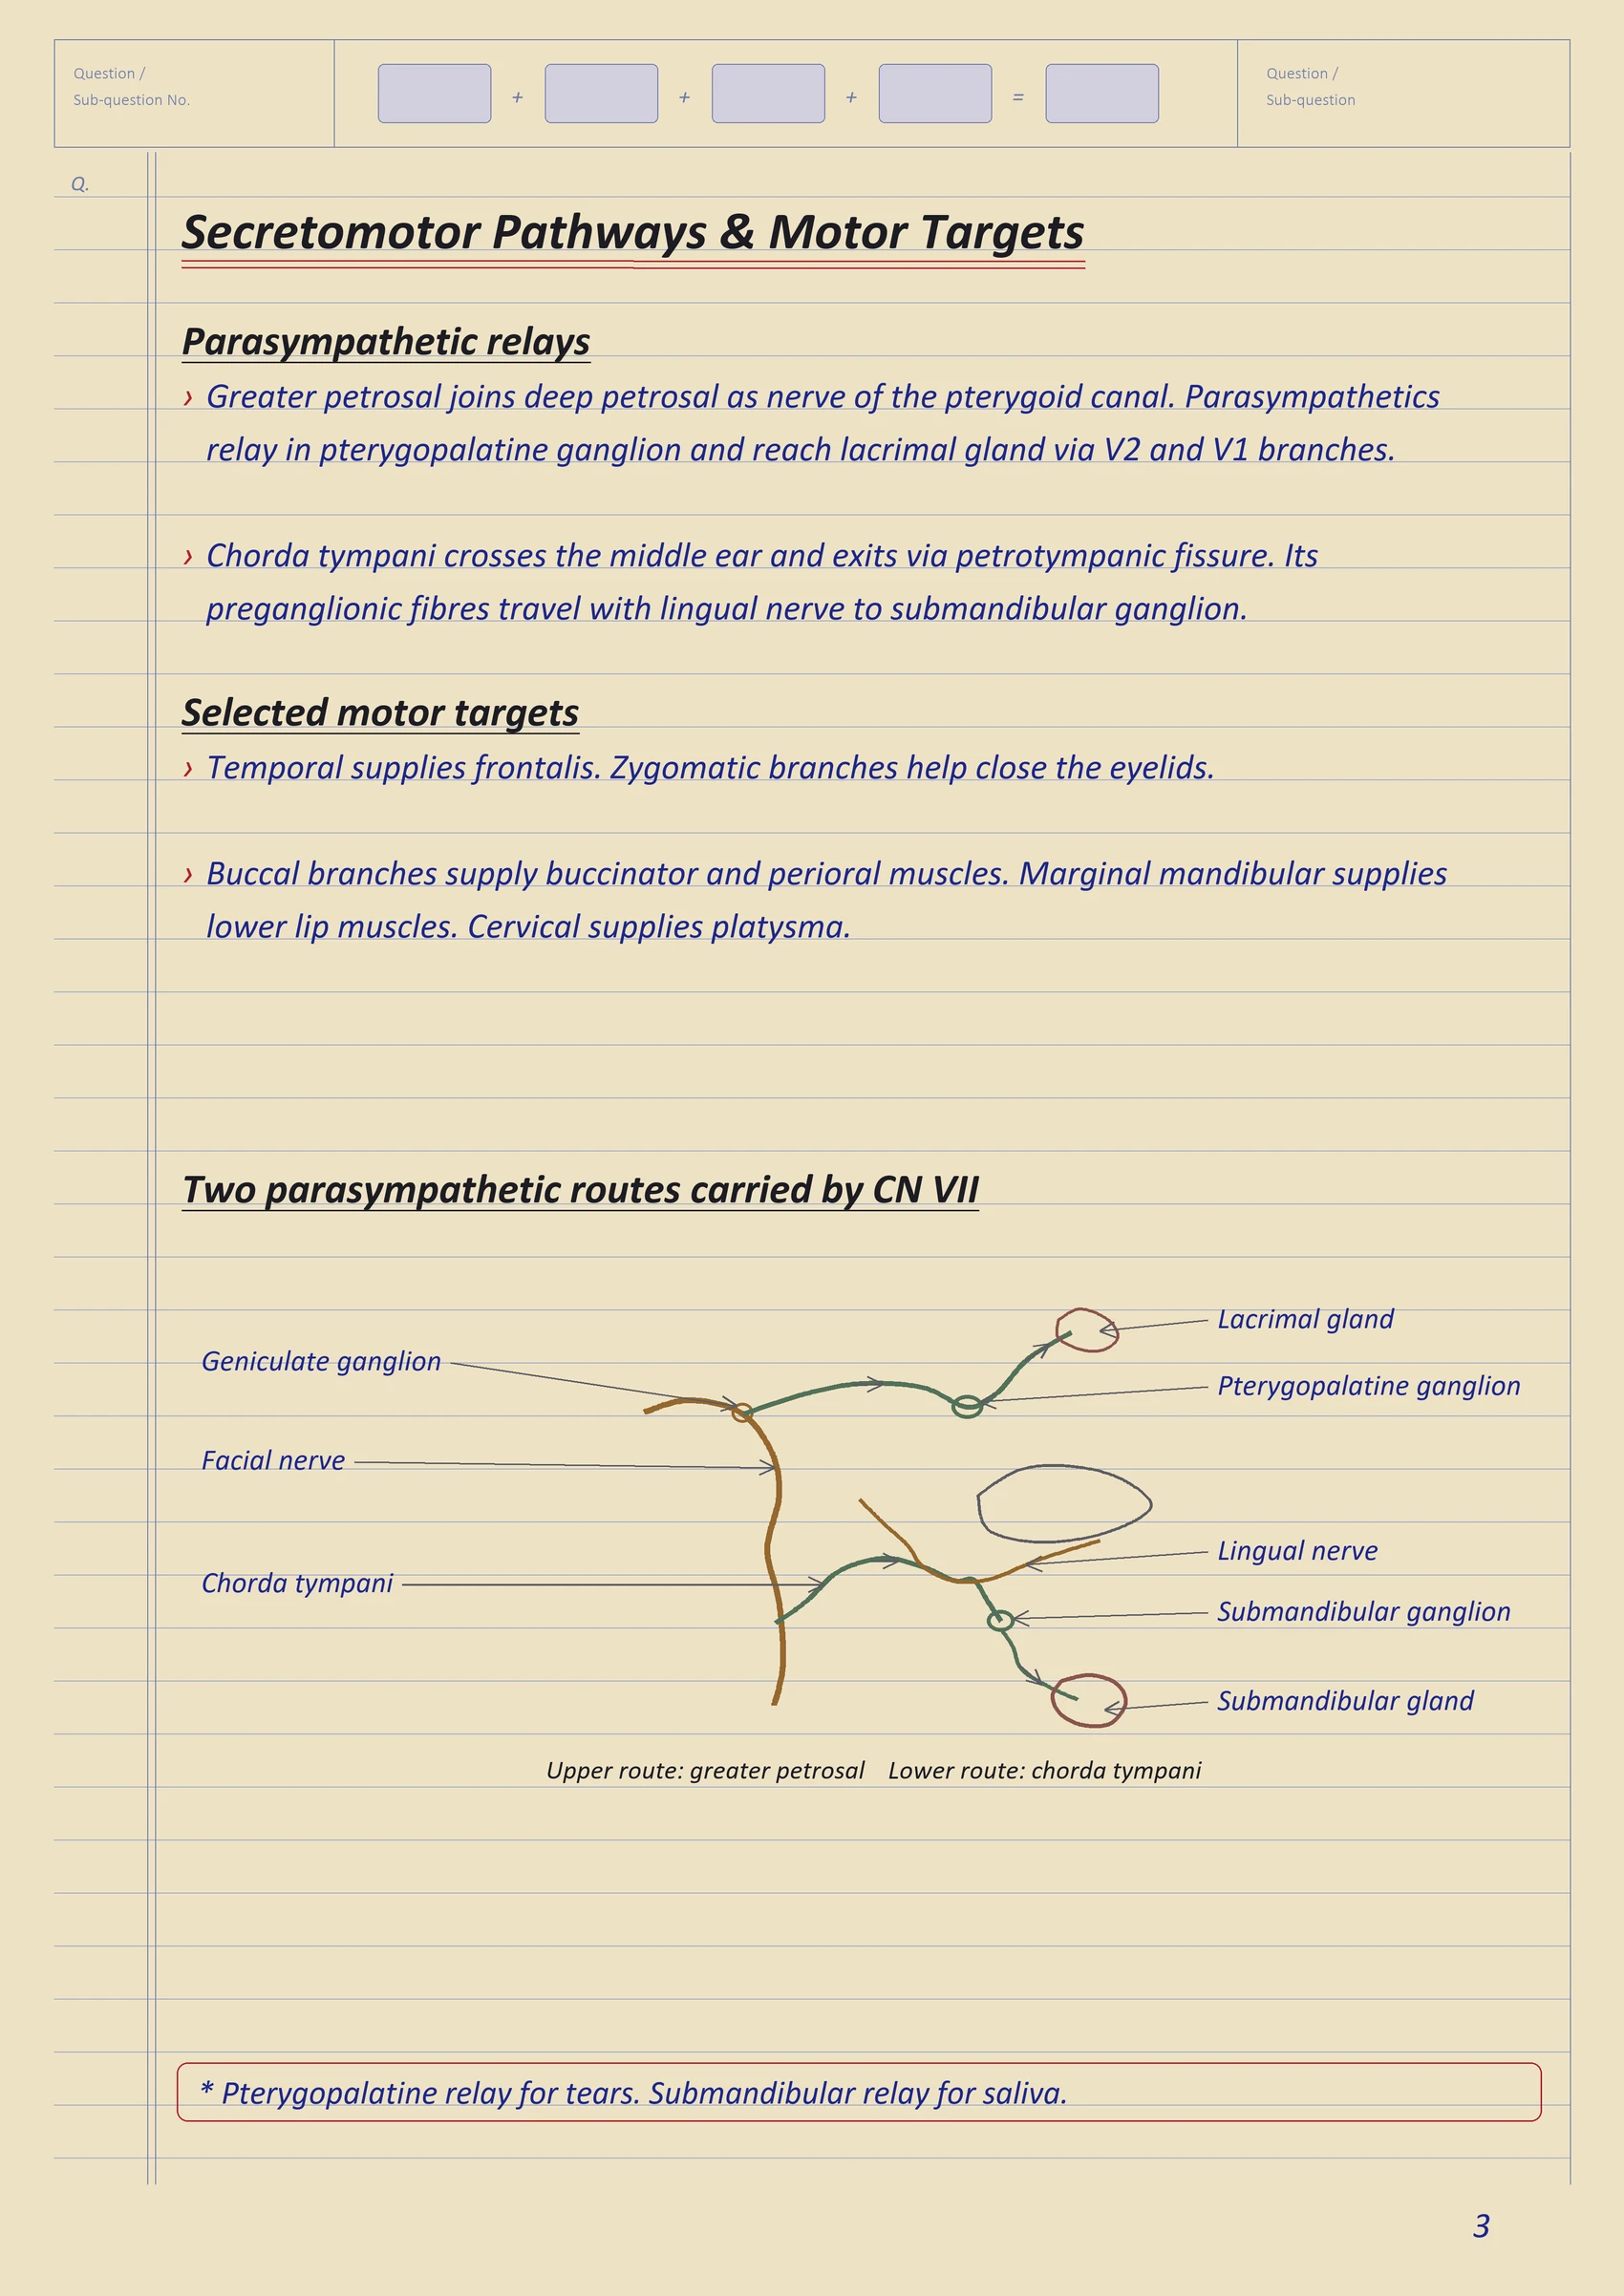 Question /
Sub-question No.
+ + + =
Question /
Sub-question
Q.
Secretomotor Pathways & Motor Targets
Parasympathetic relays
› Greater petrosal joins deep petrosal as nerve of the pterygoid canal. Parasympathetics
relay in pterygopalatine ganglion and reach lacrimal gland via V2 and V1 branches.
› Chorda tympani crosses the middle ear and exits via petrotympanic fissure. Its
preganglionic fibres travel with lingual nerve to submandibular ganglion.
Selected motor targets
› Temporal supplies frontalis. Zygomatic branches help close the eyelids.
› Buccal branches supply buccinator and perioral muscles. Marginal mandibular supplies
lower lip muscles. Cervical supplies platysma.
Two parasympathetic routes carried by CN VII
Lacrimal gland
Geniculate ganglion
Pterygopalatine ganglion
Facial nerve
Lingual nerve
Chorda tympani
Submandibular ganglion
Submandibular gland
Upper route: greater petrosal Lower route: chorda tympani
* Pterygopalatine relay for tears. Submandibular relay for saliva.
3